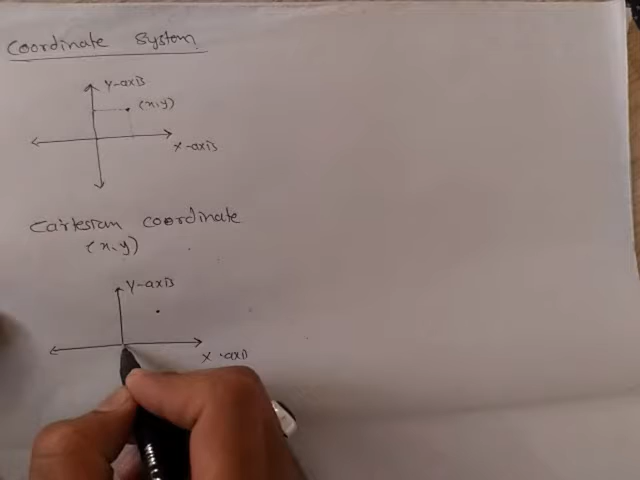 Coordinate System
Y-axis
(x,y)
X-axis
Cartesian coordinate
(x,y)
Y-axis
X-axis